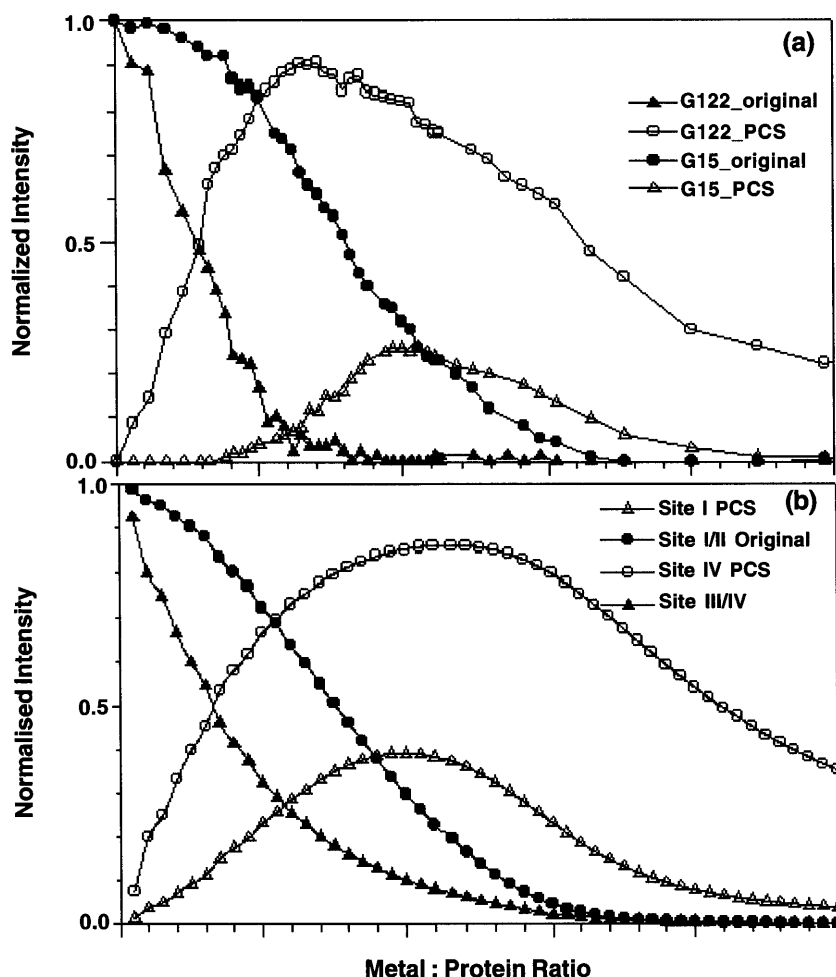 (a)
1.0
0.5
0.0
Normalized Intensity
G122_original
G122_PCS
G15_original
G15_PCS
(b)
1.0
0.5
0.0
Normalised Intensity
Site I PCS
Site I/II Original
Site IV PCS
Site III/IV
Metal : Protein Ratio